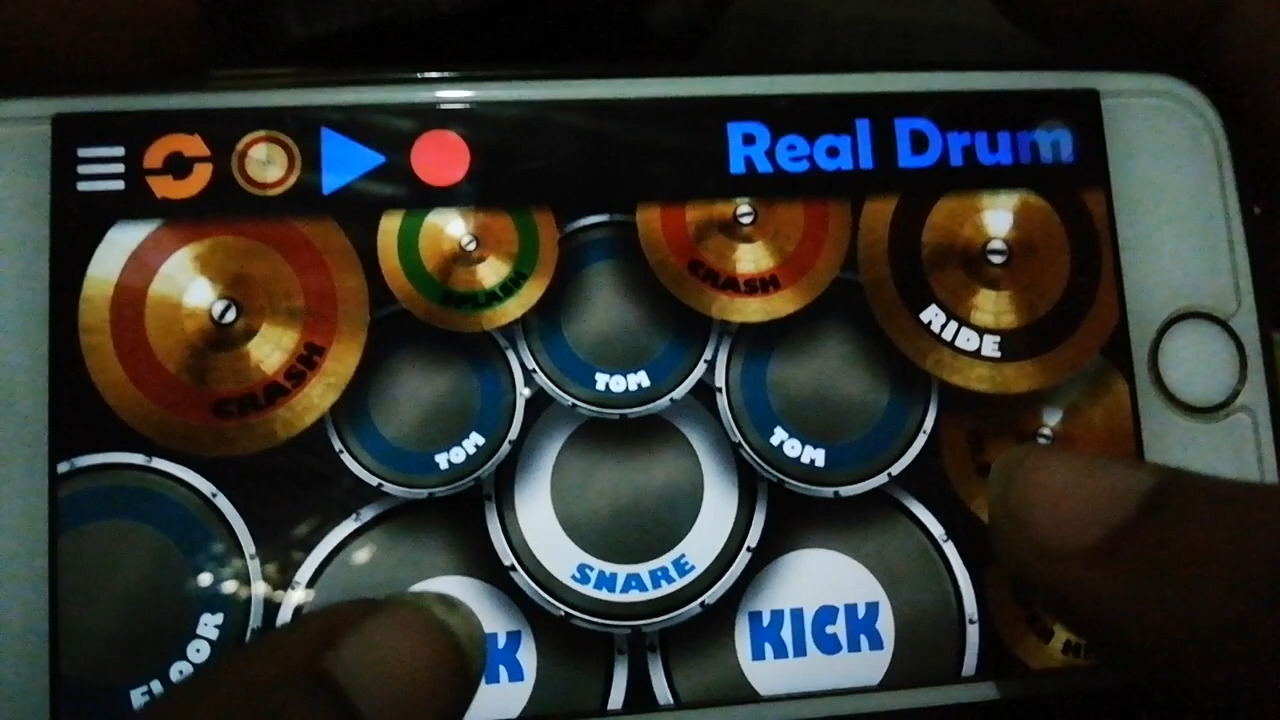 Real Drum
CRASH
SPLASH
CRASH
RIDE
TOM
TOM
TOM
SNARE
FLOOR
K
KICK